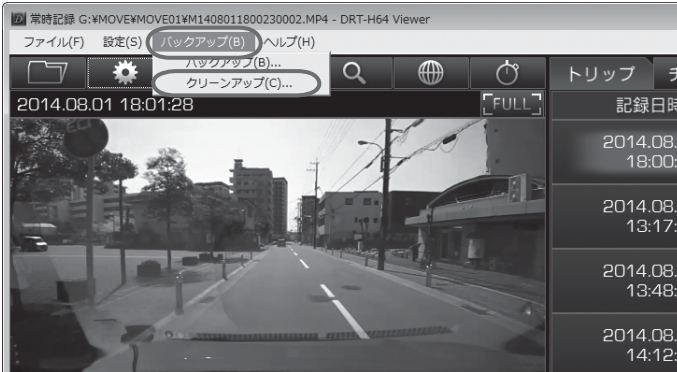 常時記録 G:¥MOVE¥MOVE01¥M1408011800230002.MP4 - DRT-H64 Viewer
ファイル(F) 設定(S) バックアップ(B) ヘルプ(H)
バックアップ(B)...
クリーンアップ(C)...
トリップ
2014.08.01 18:01:28
FULL
記録日時
2014.08.
18:00:
2014.08.
13:17:
2014.08.
13:48:
2014.08.
14:12: